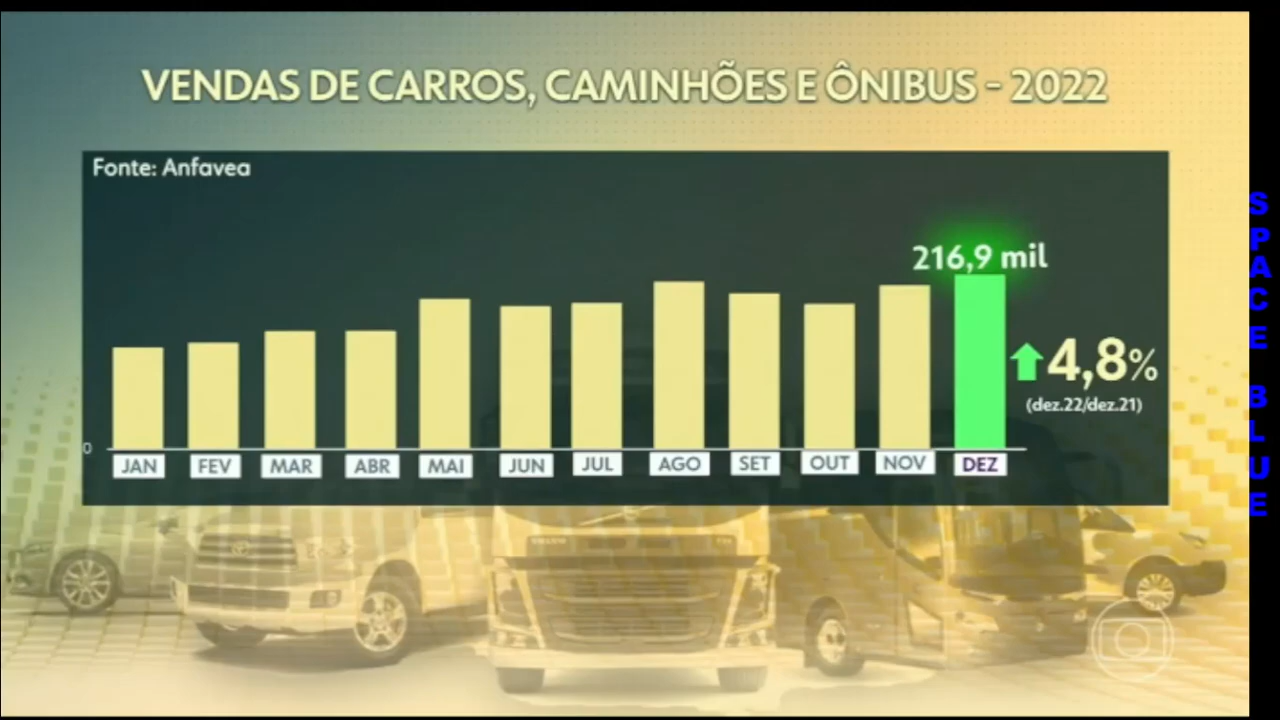 VENDAS DE CARROS, CAMINHÕES E ÔNIBUS - 2022
Fonte: Anfavea
216,9 mil
4,8%
(dez.22/dez.21)
0
JAN FEV MAR ABR MAI JUN JUL AGO SET OUT NOV DEZ
VOLVO
SPACE BLUE